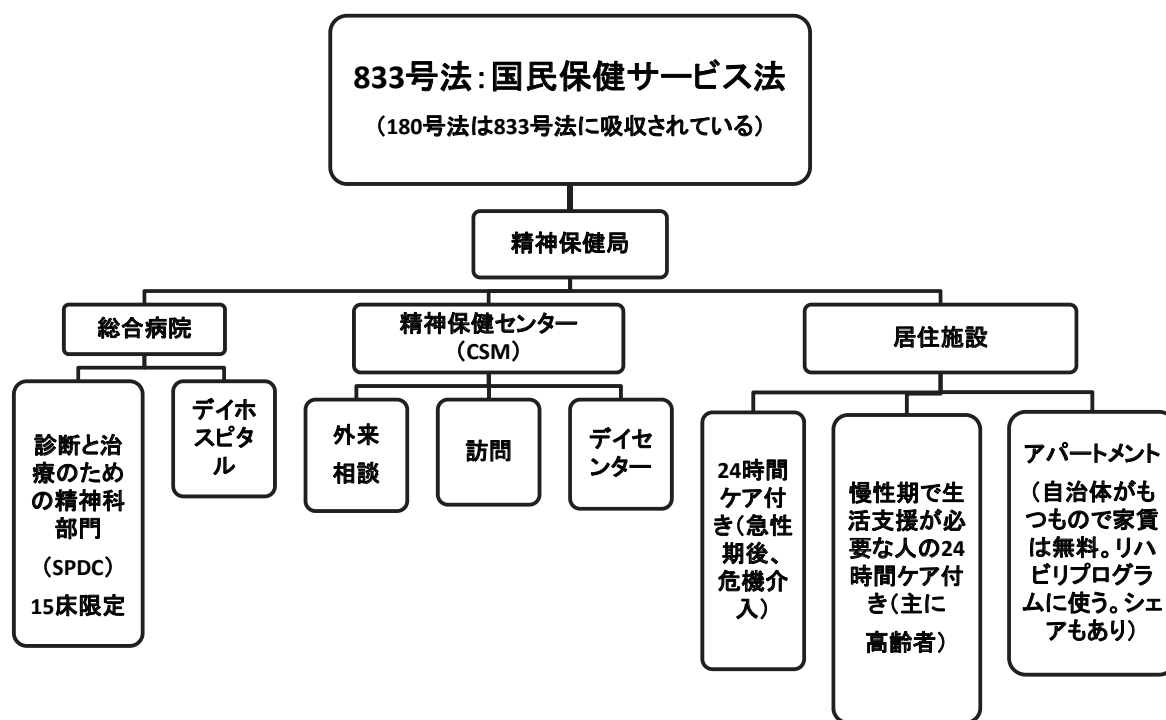 833号法：国民保健サービス法
（180号法は833号法に吸収されている）
精神保健局
総合病院
精神保健センター
（CSM）
居住施設
診断と治
療のため
の精神科
部門
（SPDC）
15床限定
デイホ
スピタ
ル
外来
相談
訪問
デイセ
ンター
24時間
ケア付
き（急性
期後、
危機介
入）
慢性期で生
活支援が必
要な人の24
時間ケア付
き（主に
高齢者）
アパートメント
（自治体がも
つもので家賃
は無料。リハ
ビリプログラ
ムに使う。シェ
アもあり）